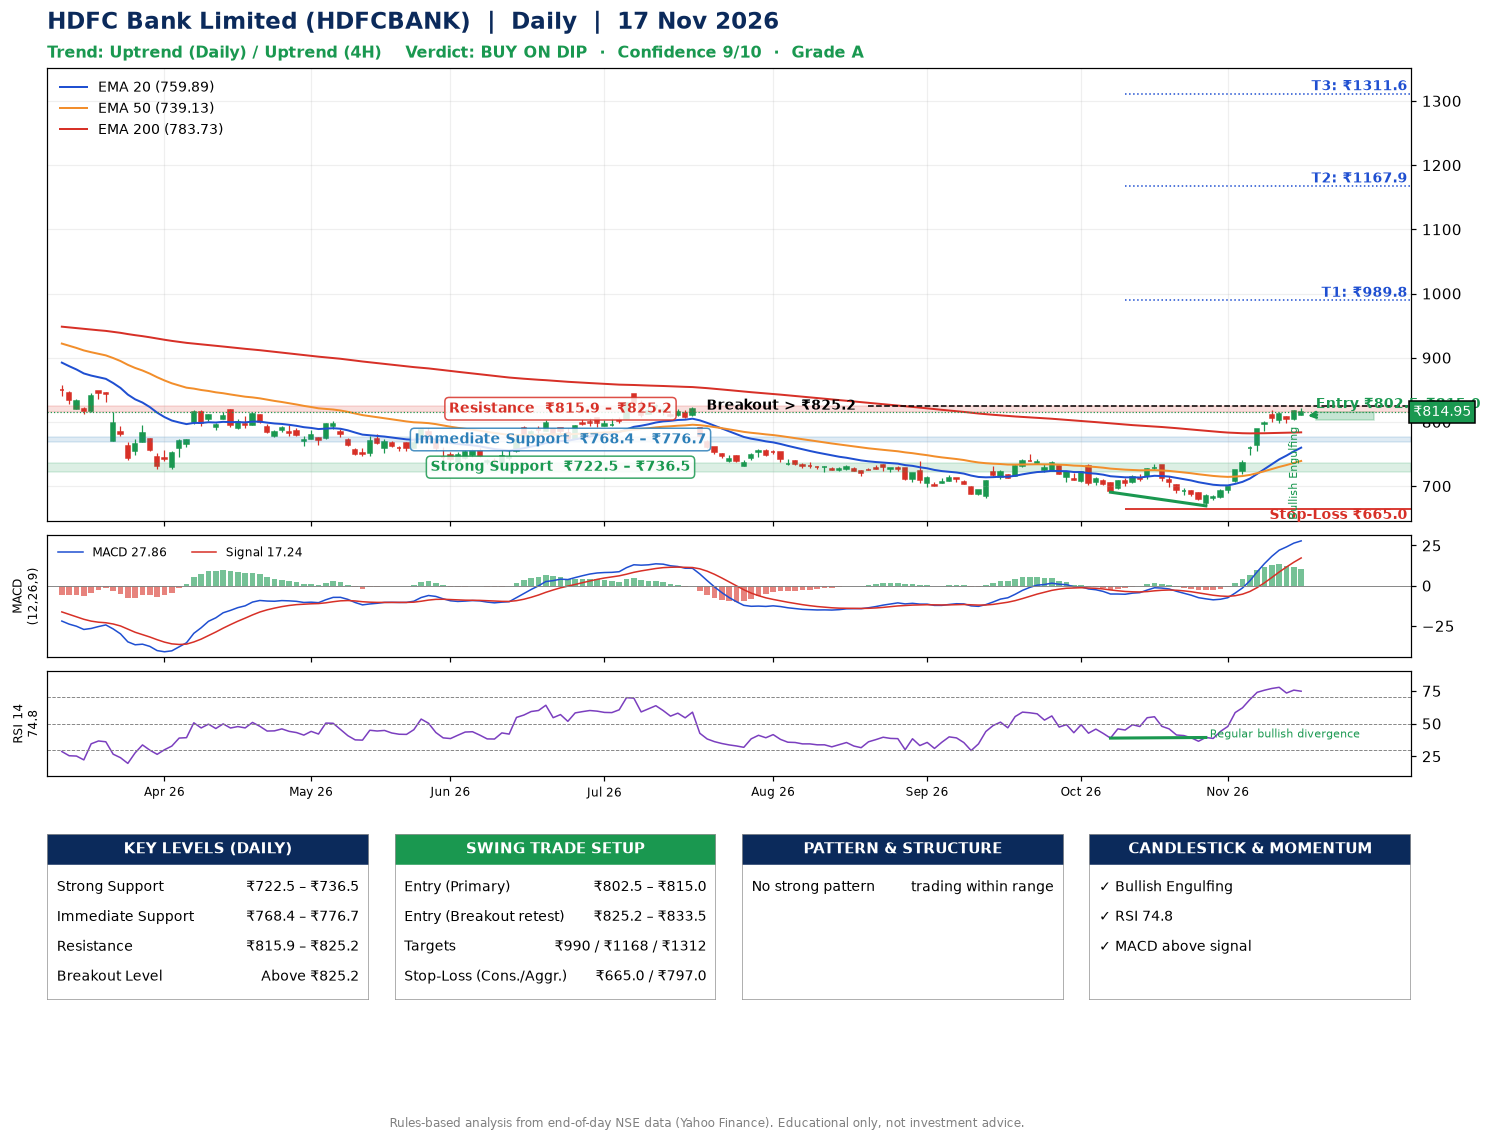 HDFC Bank Limited (HDFCBANK) | Daily | 17 Nov 2026
Trend: Uptrend (Daily) / Uptrend (4H) Verdict: BUY ON DIP · Confidence 9/10 · Grade A
EMA 20 (759.89)
EMA 50 (739.13)
EMA 200 (783.73)
T3: ₹1311.6
T2: ₹1167.9
T1: ₹989.8
1300
1200
1100
1000
900
800
700
Resistance ₹815.9 – ₹825.2
Breakout > ₹825.2
₹814.95
Immediate Support ₹768.4 – ₹776.7
Strong Support ₹722.5 – ₹736.5
Bullish Engulfing
Stop-Loss ₹665.0
MACD 27.86
Signal 17.24
MACD
(12,26,9)
25
0
−25
RSI 14
74.8
Regular bullish divergence
75
50
25
Apr 26
May 26
Jun 26
Jul 26
Aug 26
Sep 26
Oct 26
Nov 26
KEY LEVELS (DAILY)
Strong Support ₹722.5 – ₹736.5
Immediate Support ₹768.4 – ₹776.7
Resistance ₹815.9 – ₹825.2
Breakout Level Above ₹825.2
SWING TRADE SETUP
Entry (Primary) ₹802.5 – ₹815.0
Entry (Breakout retest) ₹825.2 – ₹833.5
Targets ₹990 / ₹1168 / ₹1312
Stop-Loss (Cons./Aggr.) ₹665.0 / ₹797.0
PATTERN & STRUCTURE
No strong pattern trading within range
CANDLESTICK & MOMENTUM
✓ Bullish Engulfing
✓ RSI 74.8
✓ MACD above signal
Rules-based analysis from end-of-day NSE data (Yahoo Finance). Educational only, not investment advice.